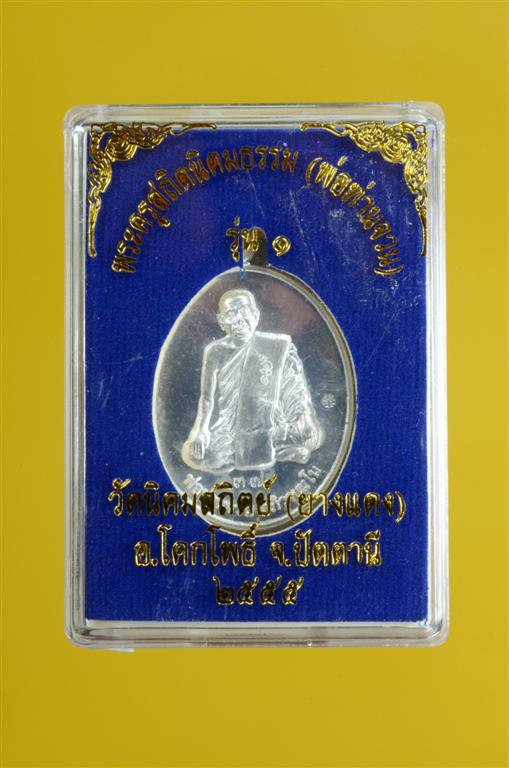 พระครูสถิตนิคมธรรม (พ่อท่านจวน)
รุ่น ๑
๓๗
วัดนิคมสถิตย์ (ยางแดง)
อ.โคกโพธิ์ จ.ปัตตานี
๒๕๕๕